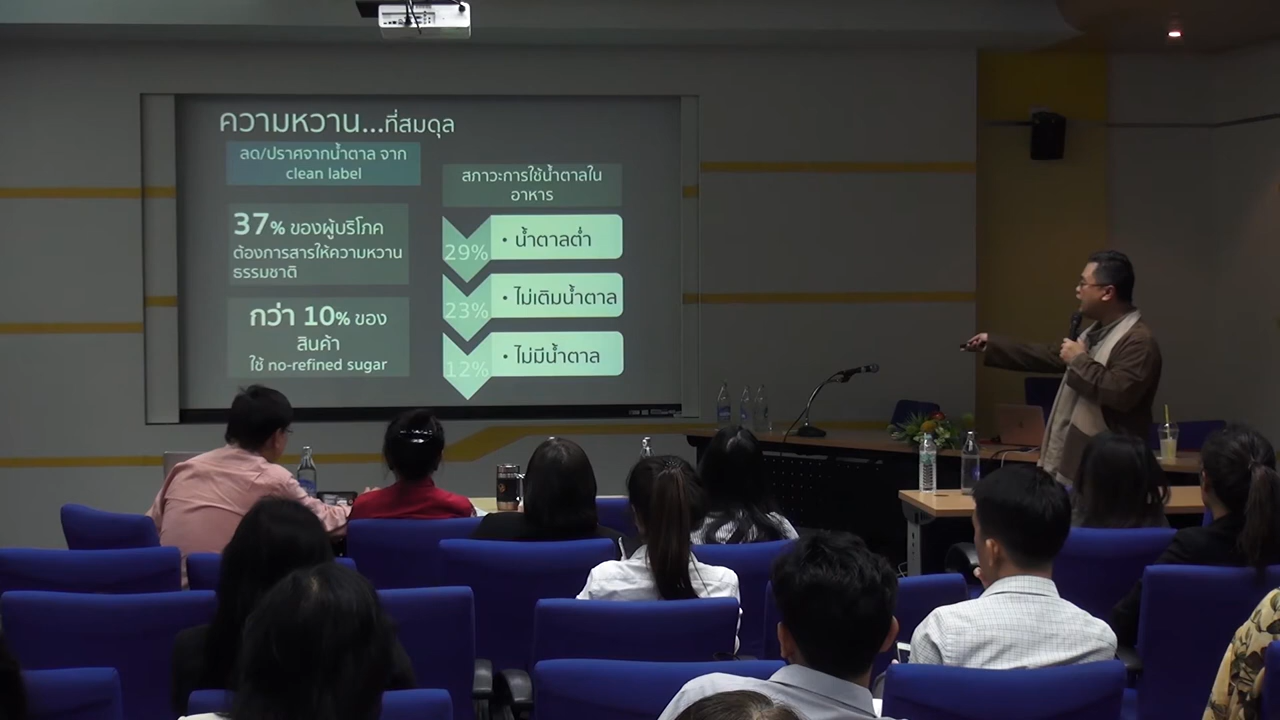 ความหวาน...ที่สมดุล
ลด/ปราศจากน้ำตาล จาก
clean label
37% ของผู้บริโภค
ต้องการสารให้ความหวาน
ธรรมชาติ
กว่า 10% ของ
สินค้า
ใช้ no-refined sugar
สภาวะการใช้น้ำตาลใน
อาหาร
29% • น้ำตาลต่ำ
23% • ไม่เติมน้ำตาล
12% • ไม่มีน้ำตาล